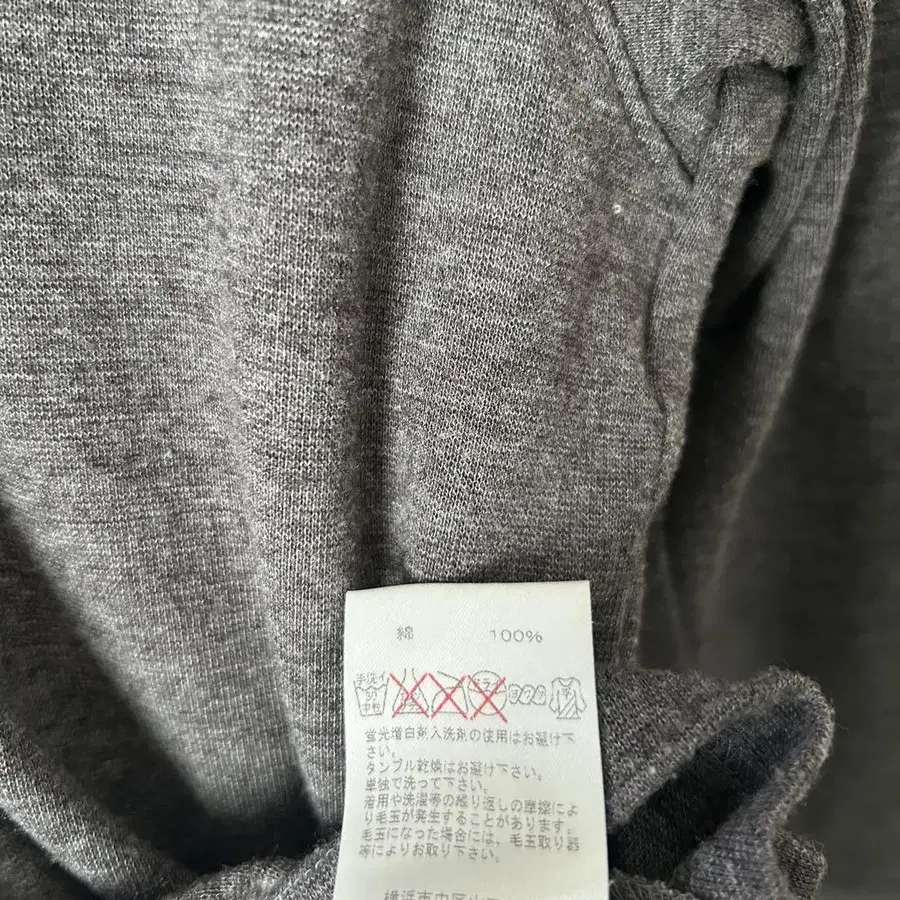 綿 100%
手洗イ 30 中性
蛍光増白剤入洗剤の使用はお避け下
さい。
タンブル乾燥はお避け下さい。
単独で洗って下さい。
着用や洗濯等の繰り返しの摩擦によ
り毛玉が発生することがあります。
毛玉になった場合には、毛玉取り器
等によりお取り下さい。
横浜市中区